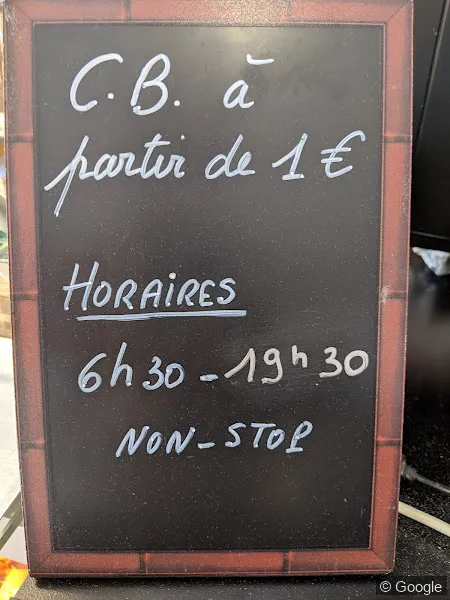 C.B. à
partir de 1 €
HORAIRES
6h30 - 19h30
NON-STOP
© Google